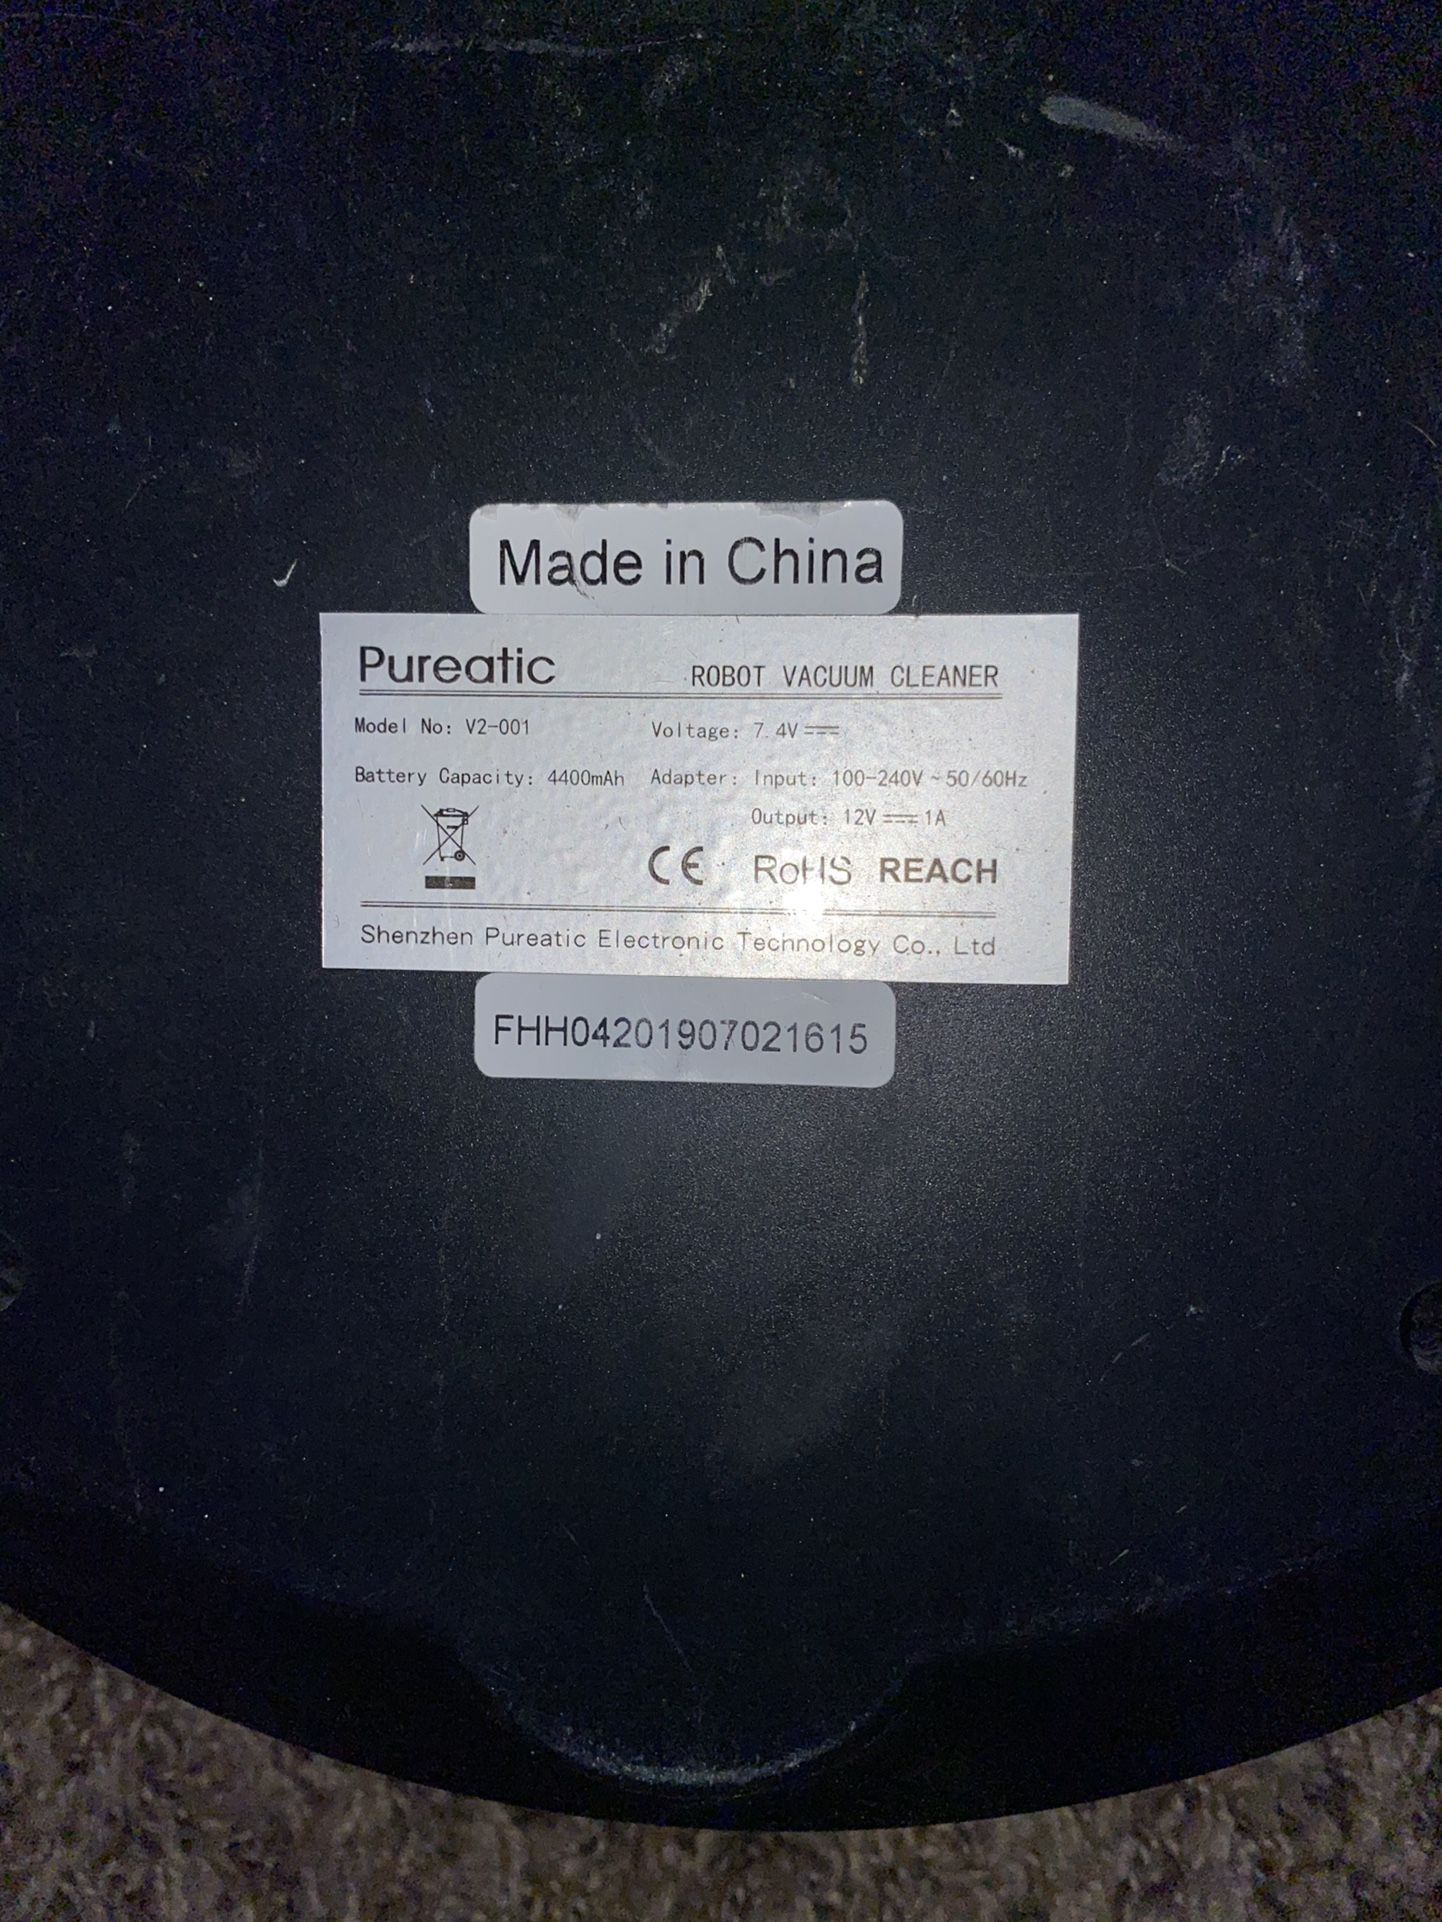 Made in China
Pureatic ROBOT VACUUM CLEANER
Model No: V2-001 Voltage: 7.4V⎓
Battery Capacity: 4400mAh Adapter: Input: 100-240V ~ 50/60Hz
Output: 12V⎓1A
CE RoHS REACH
Shenzhen Pureatic Electronic Technology Co., Ltd
FHH04201907021615